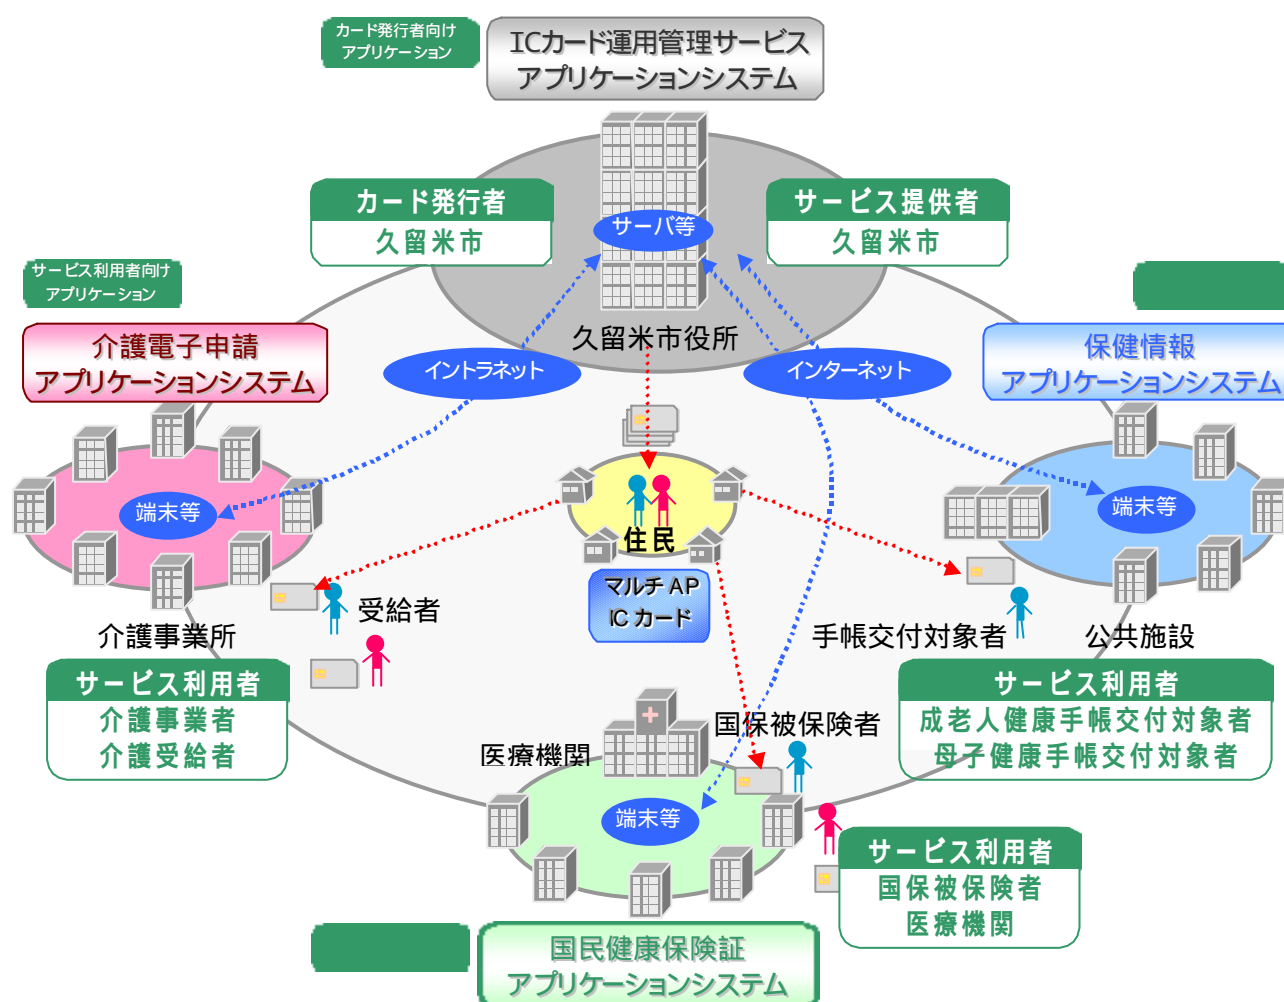 カード発行者向け
アプリケーション
ICカード運用管理サービス
アプリケーションシステム
カード発行者
久留米市
サーバ等
サービス提供者
久留米市
サービス利用者向け
アプリケーション
久留米市役所
介護電子申請
アプリケーションシステム
イントラネット
インターネット
保健情報
アプリケーションシステム
端末等
住民
端末等
マルチ AP
IC カード
受給者
介護事業所
手帳交付対象者
公共施設
サービス利用者
介護事業者
介護受給者
サービス利用者
成老人健康手帳交付対象者
母子健康手帳交付対象者
国保被保険者
医療機関
端末等
サービス利用者
国保被保険者
医療機関
国民健康保険証
アプリケーションシステム